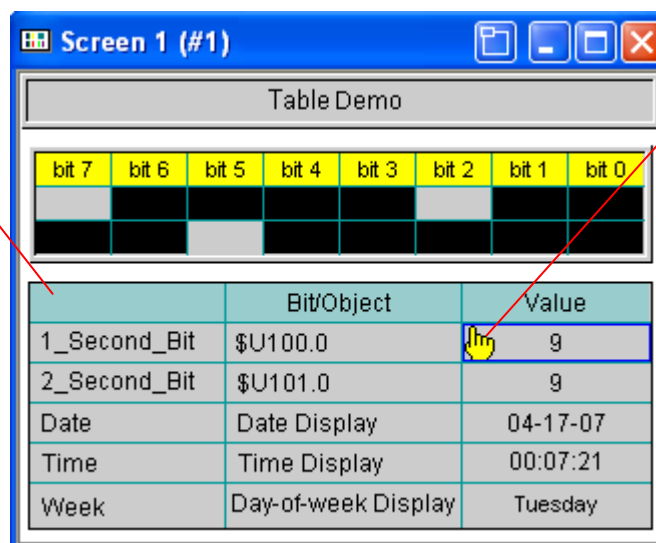 Screen 1 (#1)
Table Demo
bit 7 bit 6 bit 5 bit 4 bit 3 bit 2 bit 1 bit 0
Bit/Object Value
1_Second_Bit $U100.0 9
2_Second_Bit $U101.0 9
Date Date Display 04-17-07
Time Time Display 00:07:21
Week Day-of-week Display Tuesday